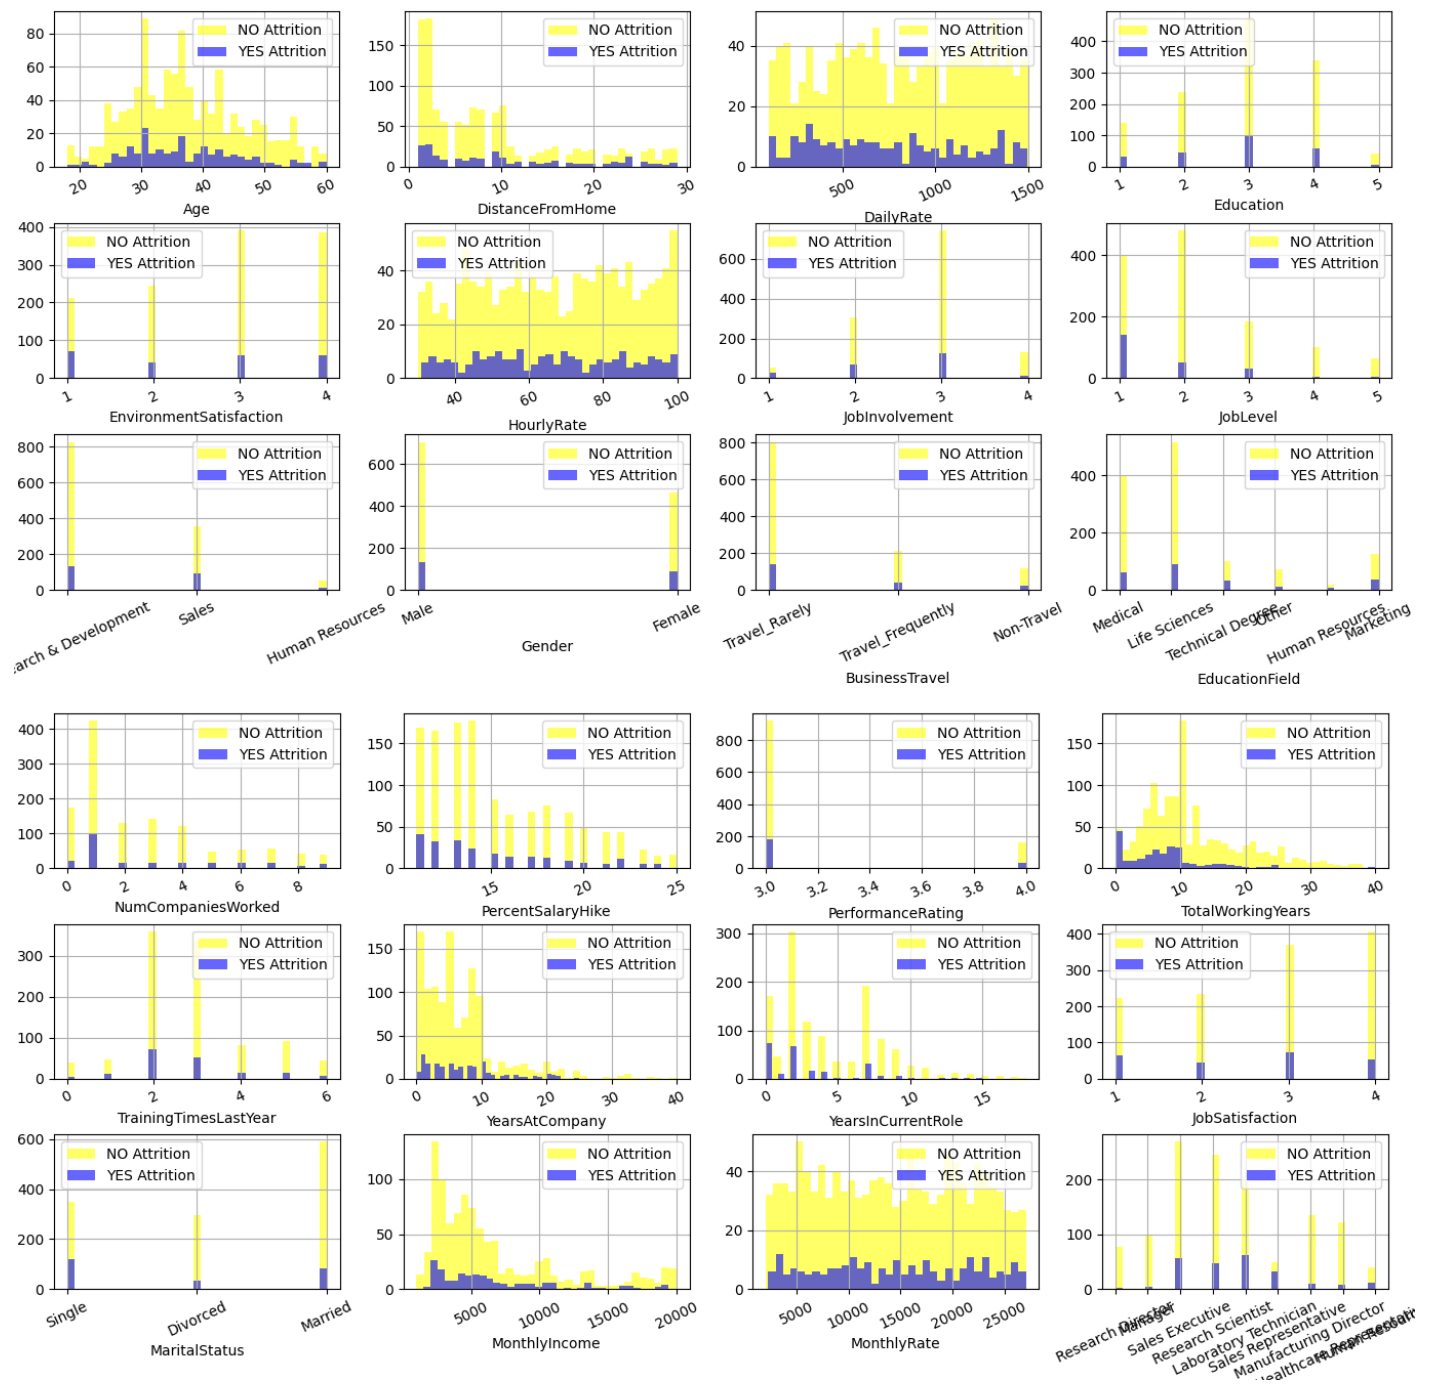 NO Attrition
YES Attrition
80
60
40
20
0
20
30
40
50
60
Age
NO Attrition
YES Attrition
150
100
50
0
0
10
20
30
DistanceFromHome
NO Attrition
YES Attrition
40
20
0
500
1000
1500
DailyRate
NO Attrition
YES Attrition
400
300
200
100
0
1
2
3
4
5
Education
NO Attrition
YES Attrition
400
300
200
100
0
1
2
3
4
EnvironmentSatisfaction
NO Attrition
YES Attrition
40
20
0
40
60
80
100
HourlyRate
NO Attrition
YES Attrition
600
400
200
0
1
2
3
4
JobInvolvement
NO Attrition
YES Attrition
400
200
0
1
2
3
4
5
JobLevel
NO Attrition
YES Attrition
800
600
400
200
0
arch & Development
Sales
Human Resources
NO Attrition
YES Attrition
600
400
200
0
Male
Female
Gender
NO Attrition
YES Attrition
800
600
400
200
0
Travel_Rarely
Travel_Frequently
Non-Travel
BusinessTravel
NO Attrition
YES Attrition
400
200
0
Medical
Life Sciences
Technical Degree
Other
Human Resources
Marketing
EducationField
NO Attrition
YES Attrition
400
300
200
100
0
0
2
4
6
8
NumCompaniesWorked
NO Attrition
YES Attrition
150
100
50
0
15
20
25
PercentSalaryHike
NO Attrition
YES Attrition
800
600
400
200
0
3.0
3.2
3.4
3.6
3.8
4.0
PerformanceRating
NO Attrition
YES Attrition
150
100
50
0
0
10
20
30
40
TotalWorkingYears
NO Attrition
YES Attrition
300
200
100
0
0
2
4
6
TrainingTimesLastYear
NO Attrition
YES Attrition
150
100
50
0
0
10
20
30
40
YearsAtCompany
NO Attrition
YES Attrition
300
200
100
0
0
5
10
15
YearsInCurrentRole
NO Attrition
YES Attrition
400
300
200
100
0
1
2
3
4
JobSatisfaction
NO Attrition
YES Attrition
600
400
200
0
Single
Divorced
Married
MaritalStatus
NO Attrition
YES Attrition
100
50
0
5000
10000
15000
20000
MonthlyIncome
NO Attrition
YES Attrition
40
20
0
5000
10000
15000
20000
25000
MonthlyRate
NO Attrition
YES Attrition
200
100
0
Research Director
Manager
Sales Executive
Research Scientist
Laboratory Technician
Sales Representative
Manufacturing Director